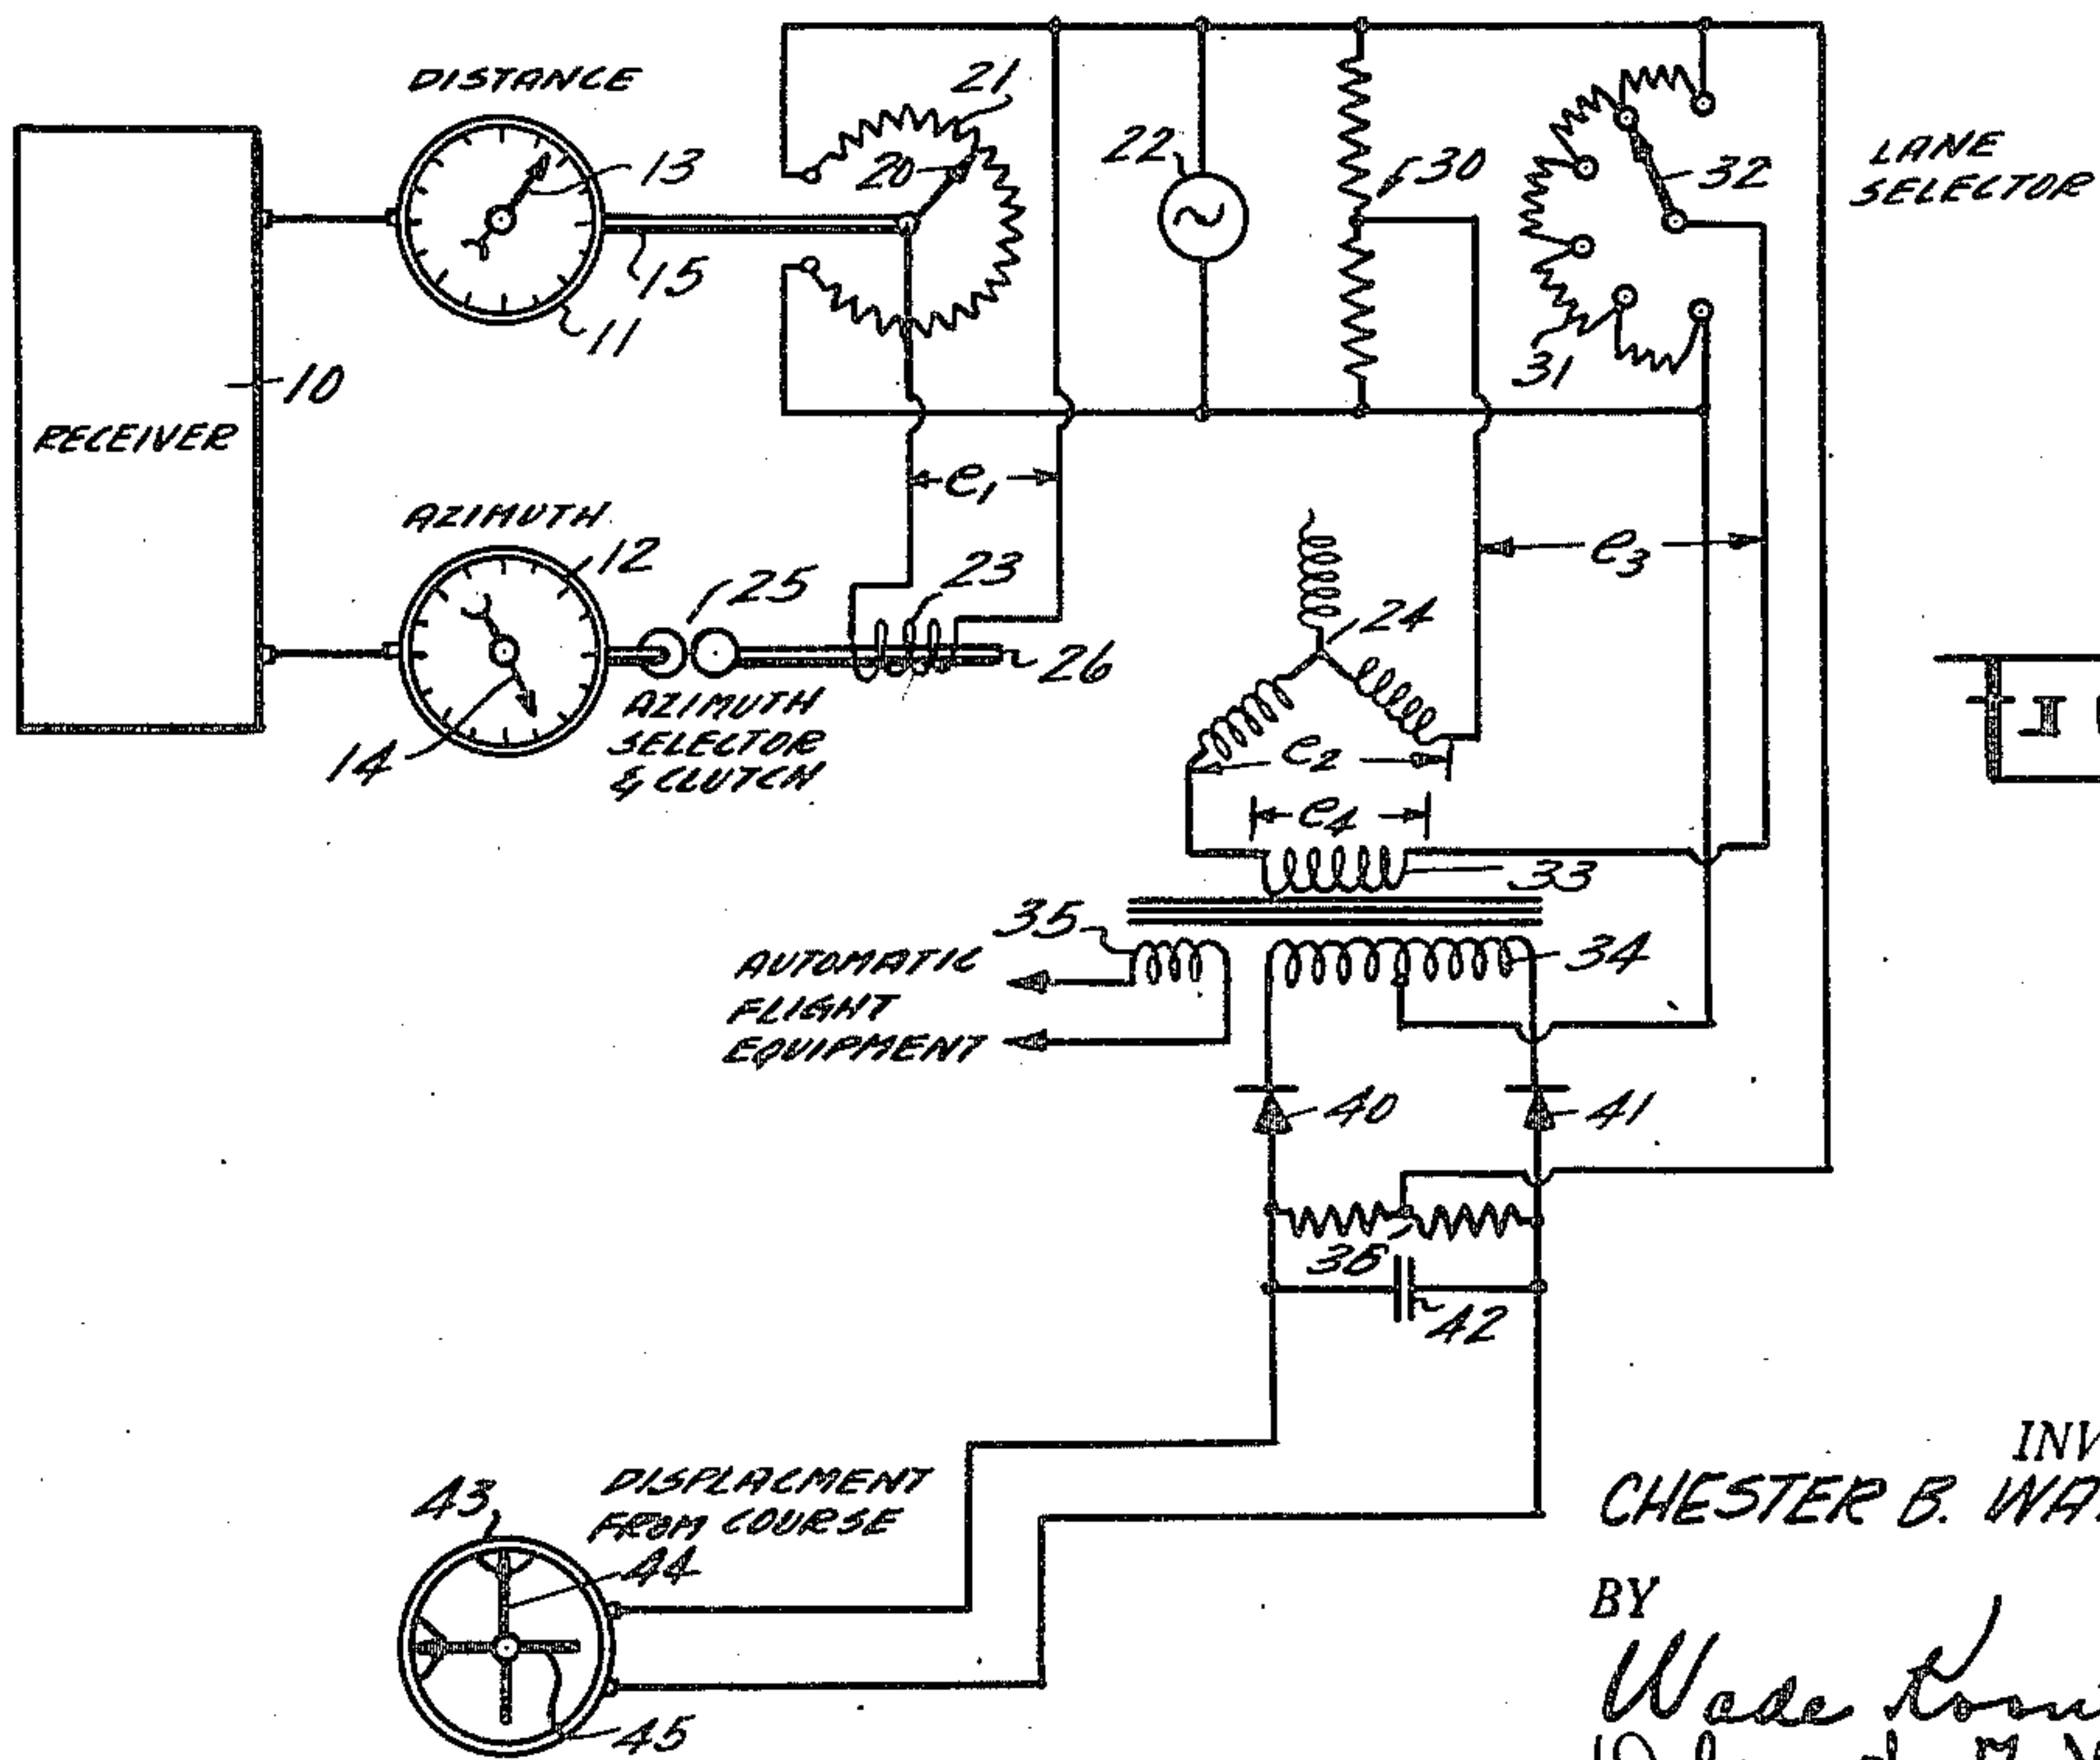 DISTANCE
21
20
22
30
32
LANE
SELECTOR
13
15
11
10
RECEIVER
31
e1
e3
AZIMUTH
12
25
23
24
26
AZIMUTH
SELECTOR
& CLUTCH
14
e2
e4
33
35
34
AUTOMATIC
FLIGHT
EQUIPMENT
40
41
36
42
DISPLACMENT
FROM COURSE
43
44
45
CHESTER B.
BY
Wade